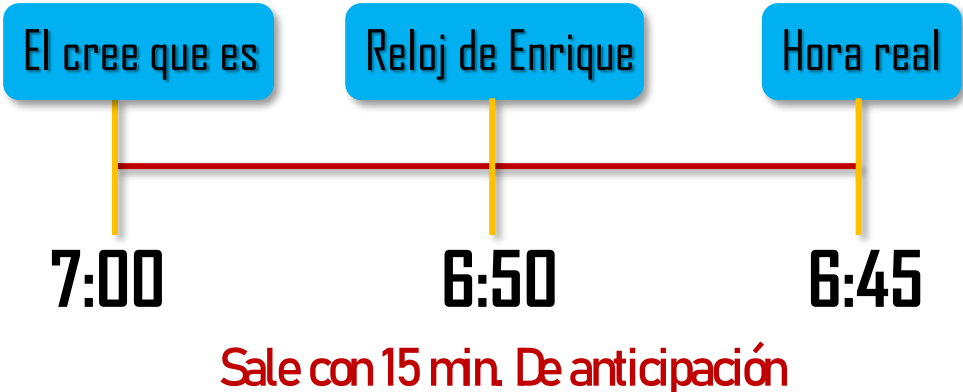 El cree que es
Reloj de Enrique
Hora real
7:00
6:50
6:45
Sale con 15 min. De anticipación